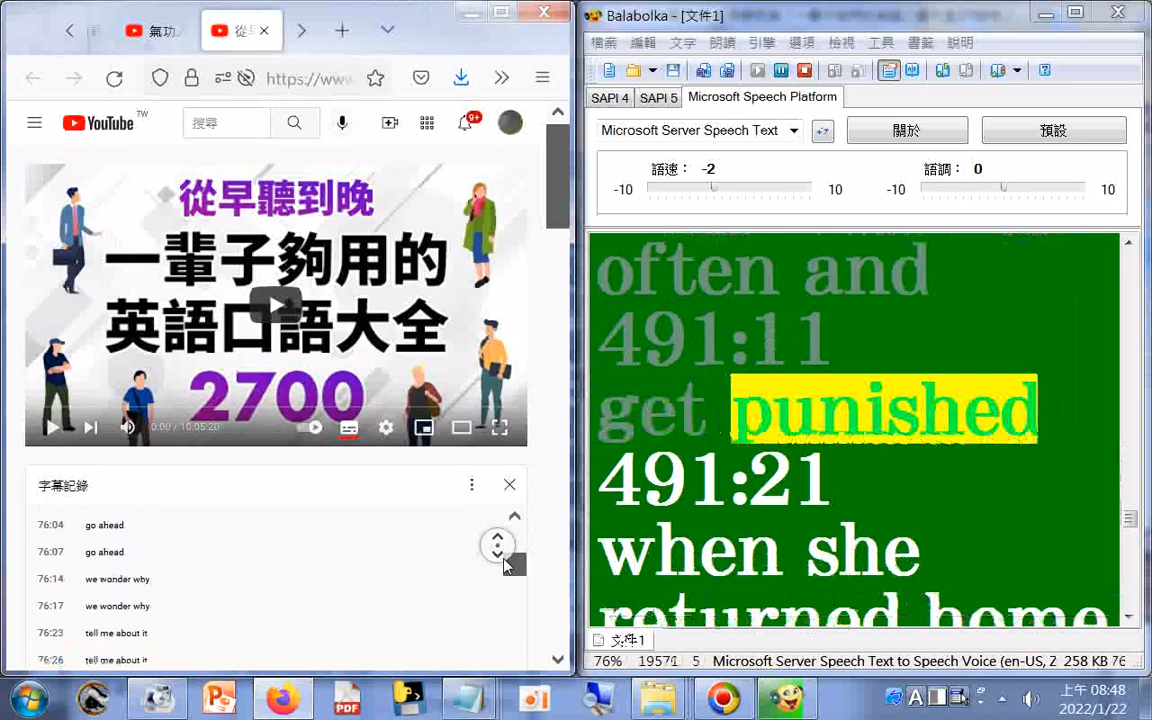 氣功
從
https://www
YouTube TW
搜尋
9+
從早聽到晚
一輩子夠用的
英語口語大全
2700
0:00 / 10:05:20
字幕記錄
76:04 go ahead
76:07 go ahead
76:14 we wonder why
76:17 we wonder why
76:23 tell me about it
76:26 tell me about it
Balabolka - [文件1]
檔案 編輯 文字 朗讀 引擎 選項 檢視 工具 書籤 說明
SAPI 4 SAPI 5 Microsoft Speech Platform
Microsoft Server Speech Text 關於 預設
語速： -2 語調： 0
-10 10 -10 10
often and
491:11
get punished
491:21
when she
returned home
文件1
76% 19571 5 Microsoft Server Speech Text to Speech Voice (en-US, Z 258 KB 76
PDF
A
上午 08:48
2022/1/22